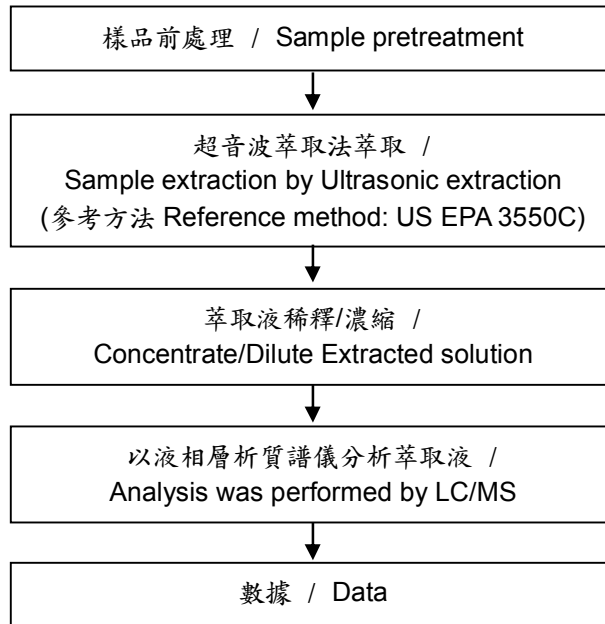 樣品前處理 / Sample pretreatment
超音波萃取法萃取 /
Sample extraction by Ultrasonic extraction
(參考方法 Reference method: US EPA 3550C)
萃取液稀釋/濃縮 /
Concentrate/Dilute Extracted solution
以液相層析質譜儀分析萃取液 /
Analysis was performed by LC/MS
數據 / Data